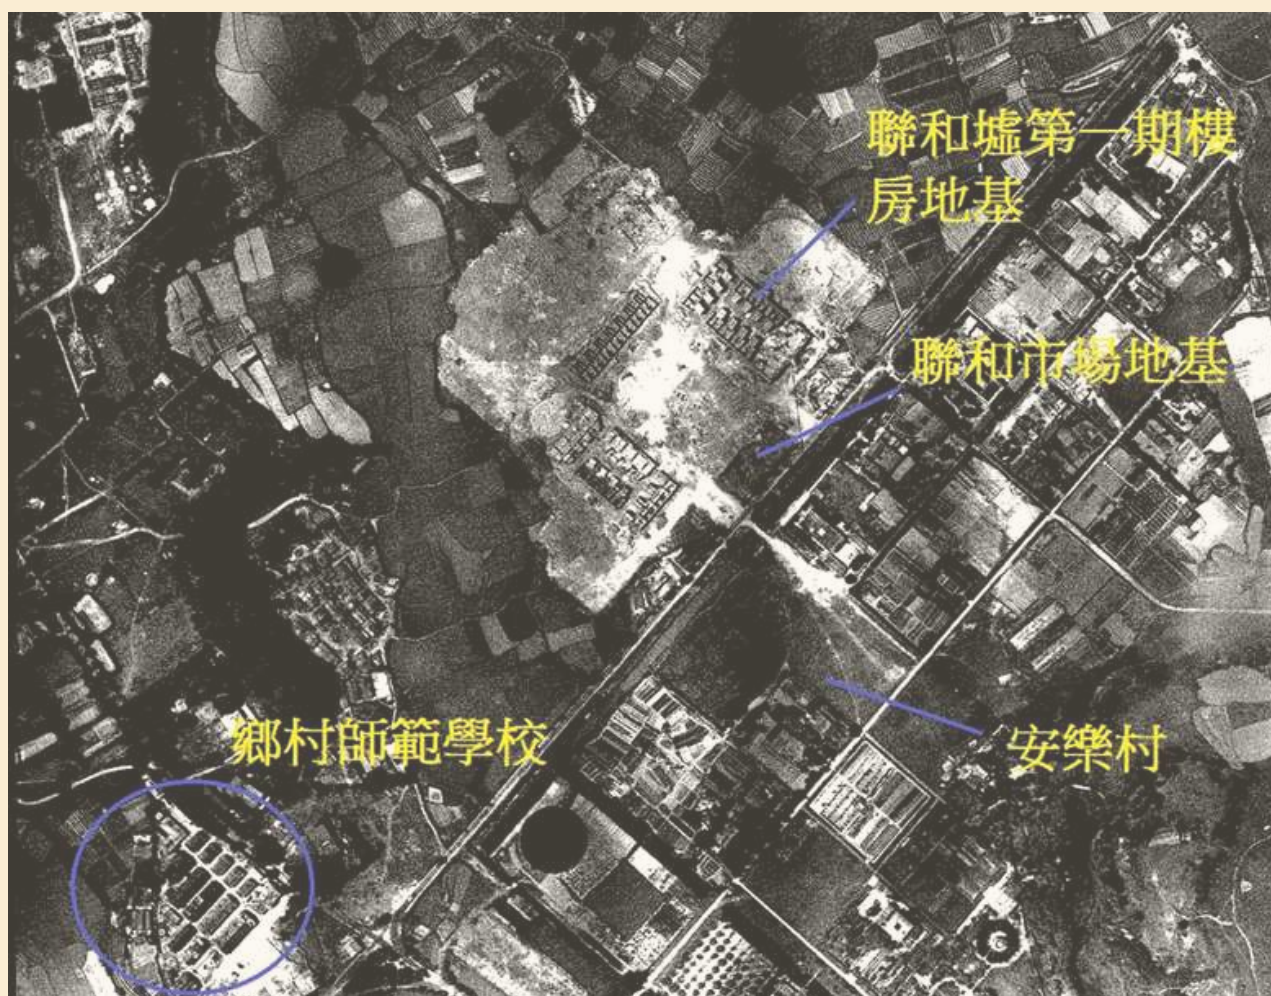 聯和墟第一期樓
房地基
聯和市場地基
鄉村師範學校
安樂村